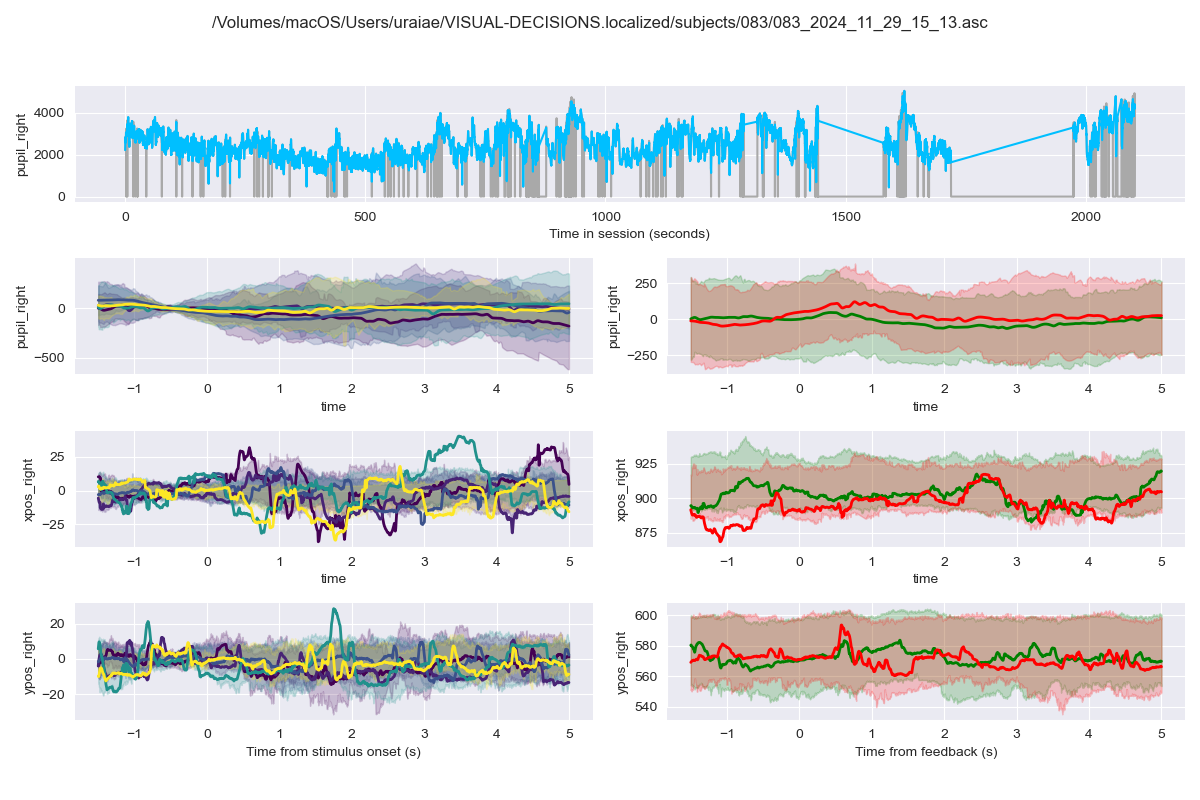 /Volumes/macOS/Users/uraiae/VISUAL-DECISIONS.localized/subjects/083/083_2024_11_29_15_13.asc
pupil_right
4000
2000
0
0 500 1000 1500 2000
Time in session (seconds)
pupil_right
0
−500
−1 0 1 2 3 4 5
time
pupil_right
250
0
−250
−1 0 1 2 3 4 5
time
xpos_right
25
0
−25
−1 0 1 2 3 4 5
time
xpos_right
925
900
875
−1 0 1 2 3 4 5
time
ypos_right
20
0
−20
−1 0 1 2 3 4 5
Time from stimulus onset (s)
ypos_right
600
580
560
540
−1 0 1 2 3 4 5
Time from feedback (s)